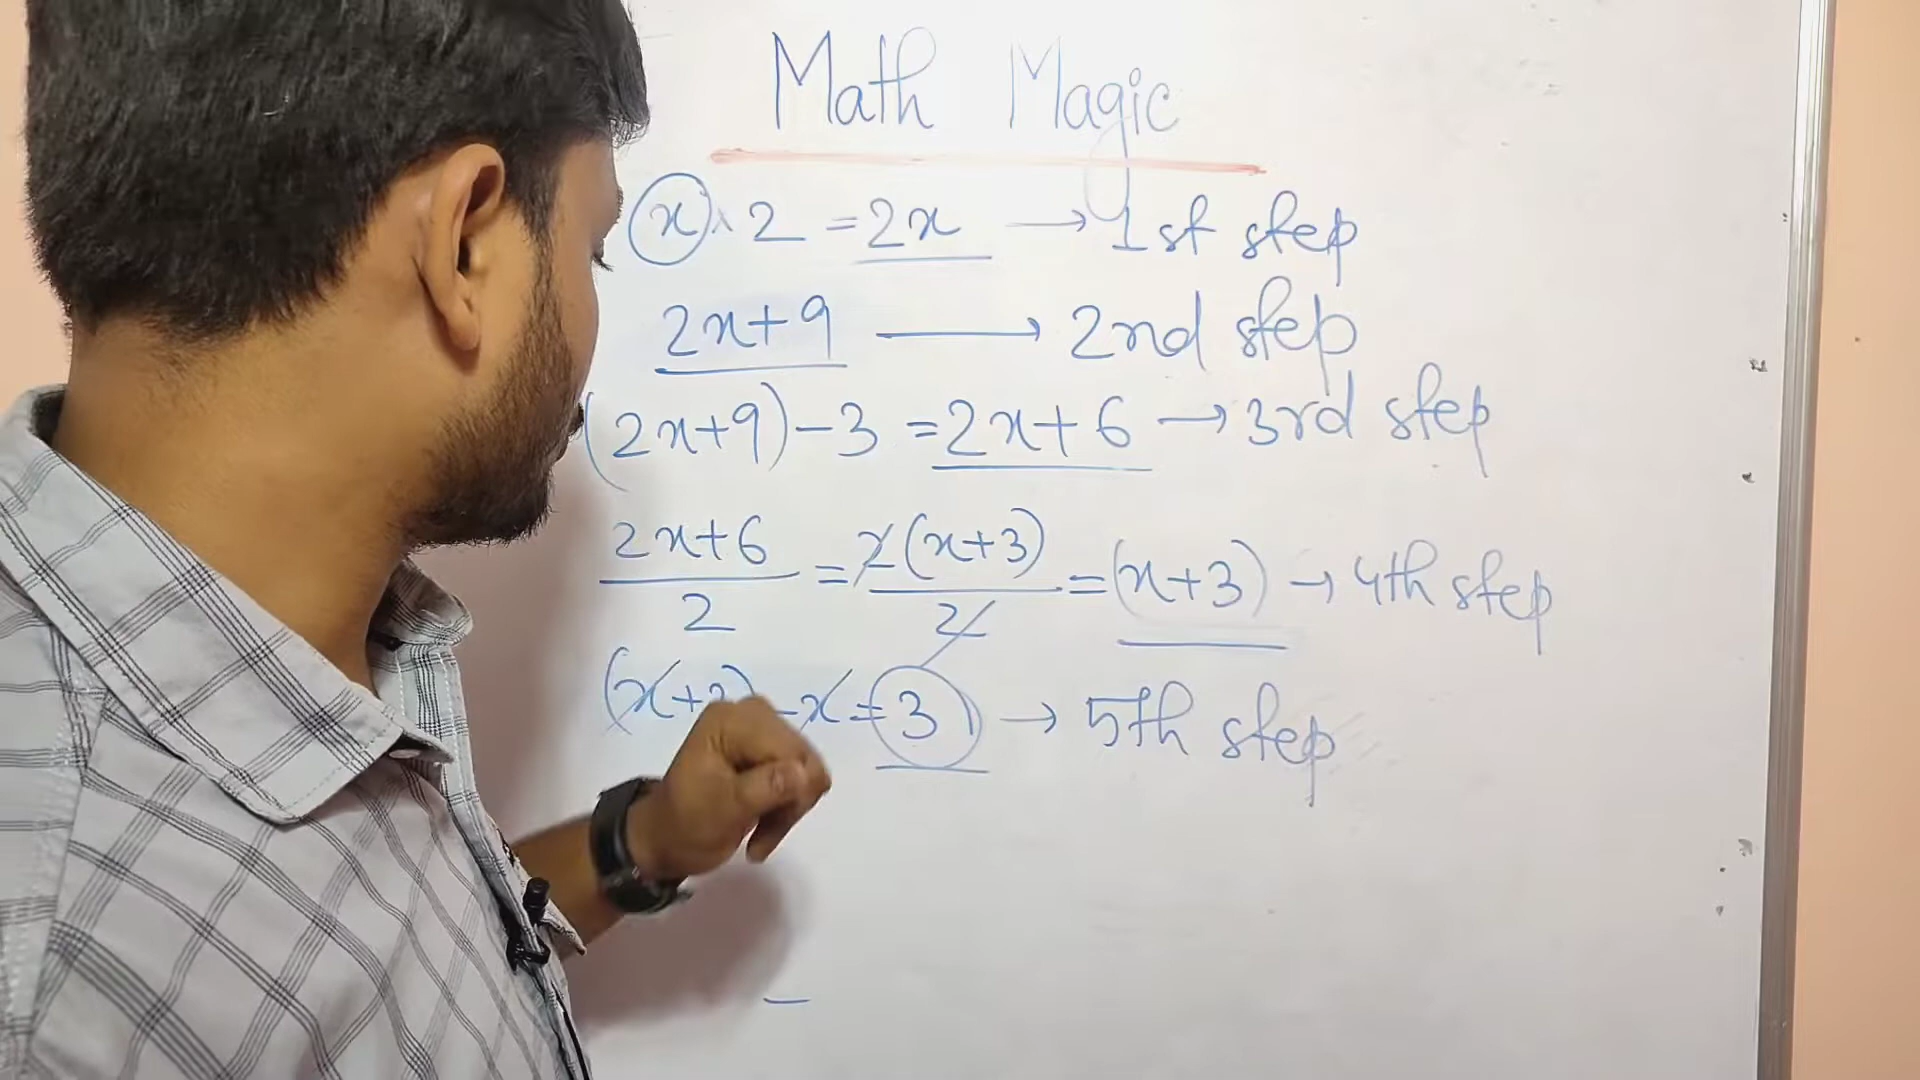 Math Magic
x × 2 = 2x → 1st step
2x+9 → 2nd step
(2x+9)-3 = 2x+6 → 3rd step
2x+6/2 = 2(x+3)/2 = (x+3) → 4th step
(x+3) - x = 3 → 5th step